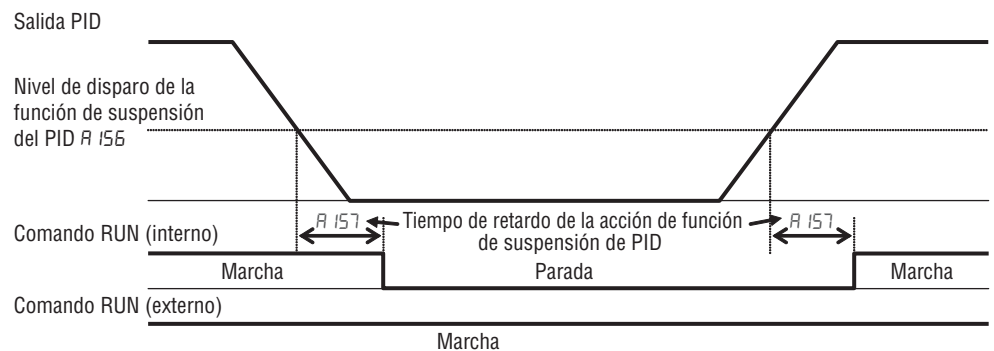 Salida PID
Nivel de disparo de la
función de suspensión
del PID A156
A157
Tiempo de retardo de la acción de función
de suspensión de PID
A157
Comando RUN (interno)
Marcha
Parada
Marcha
Comando RUN (externo)
Marcha